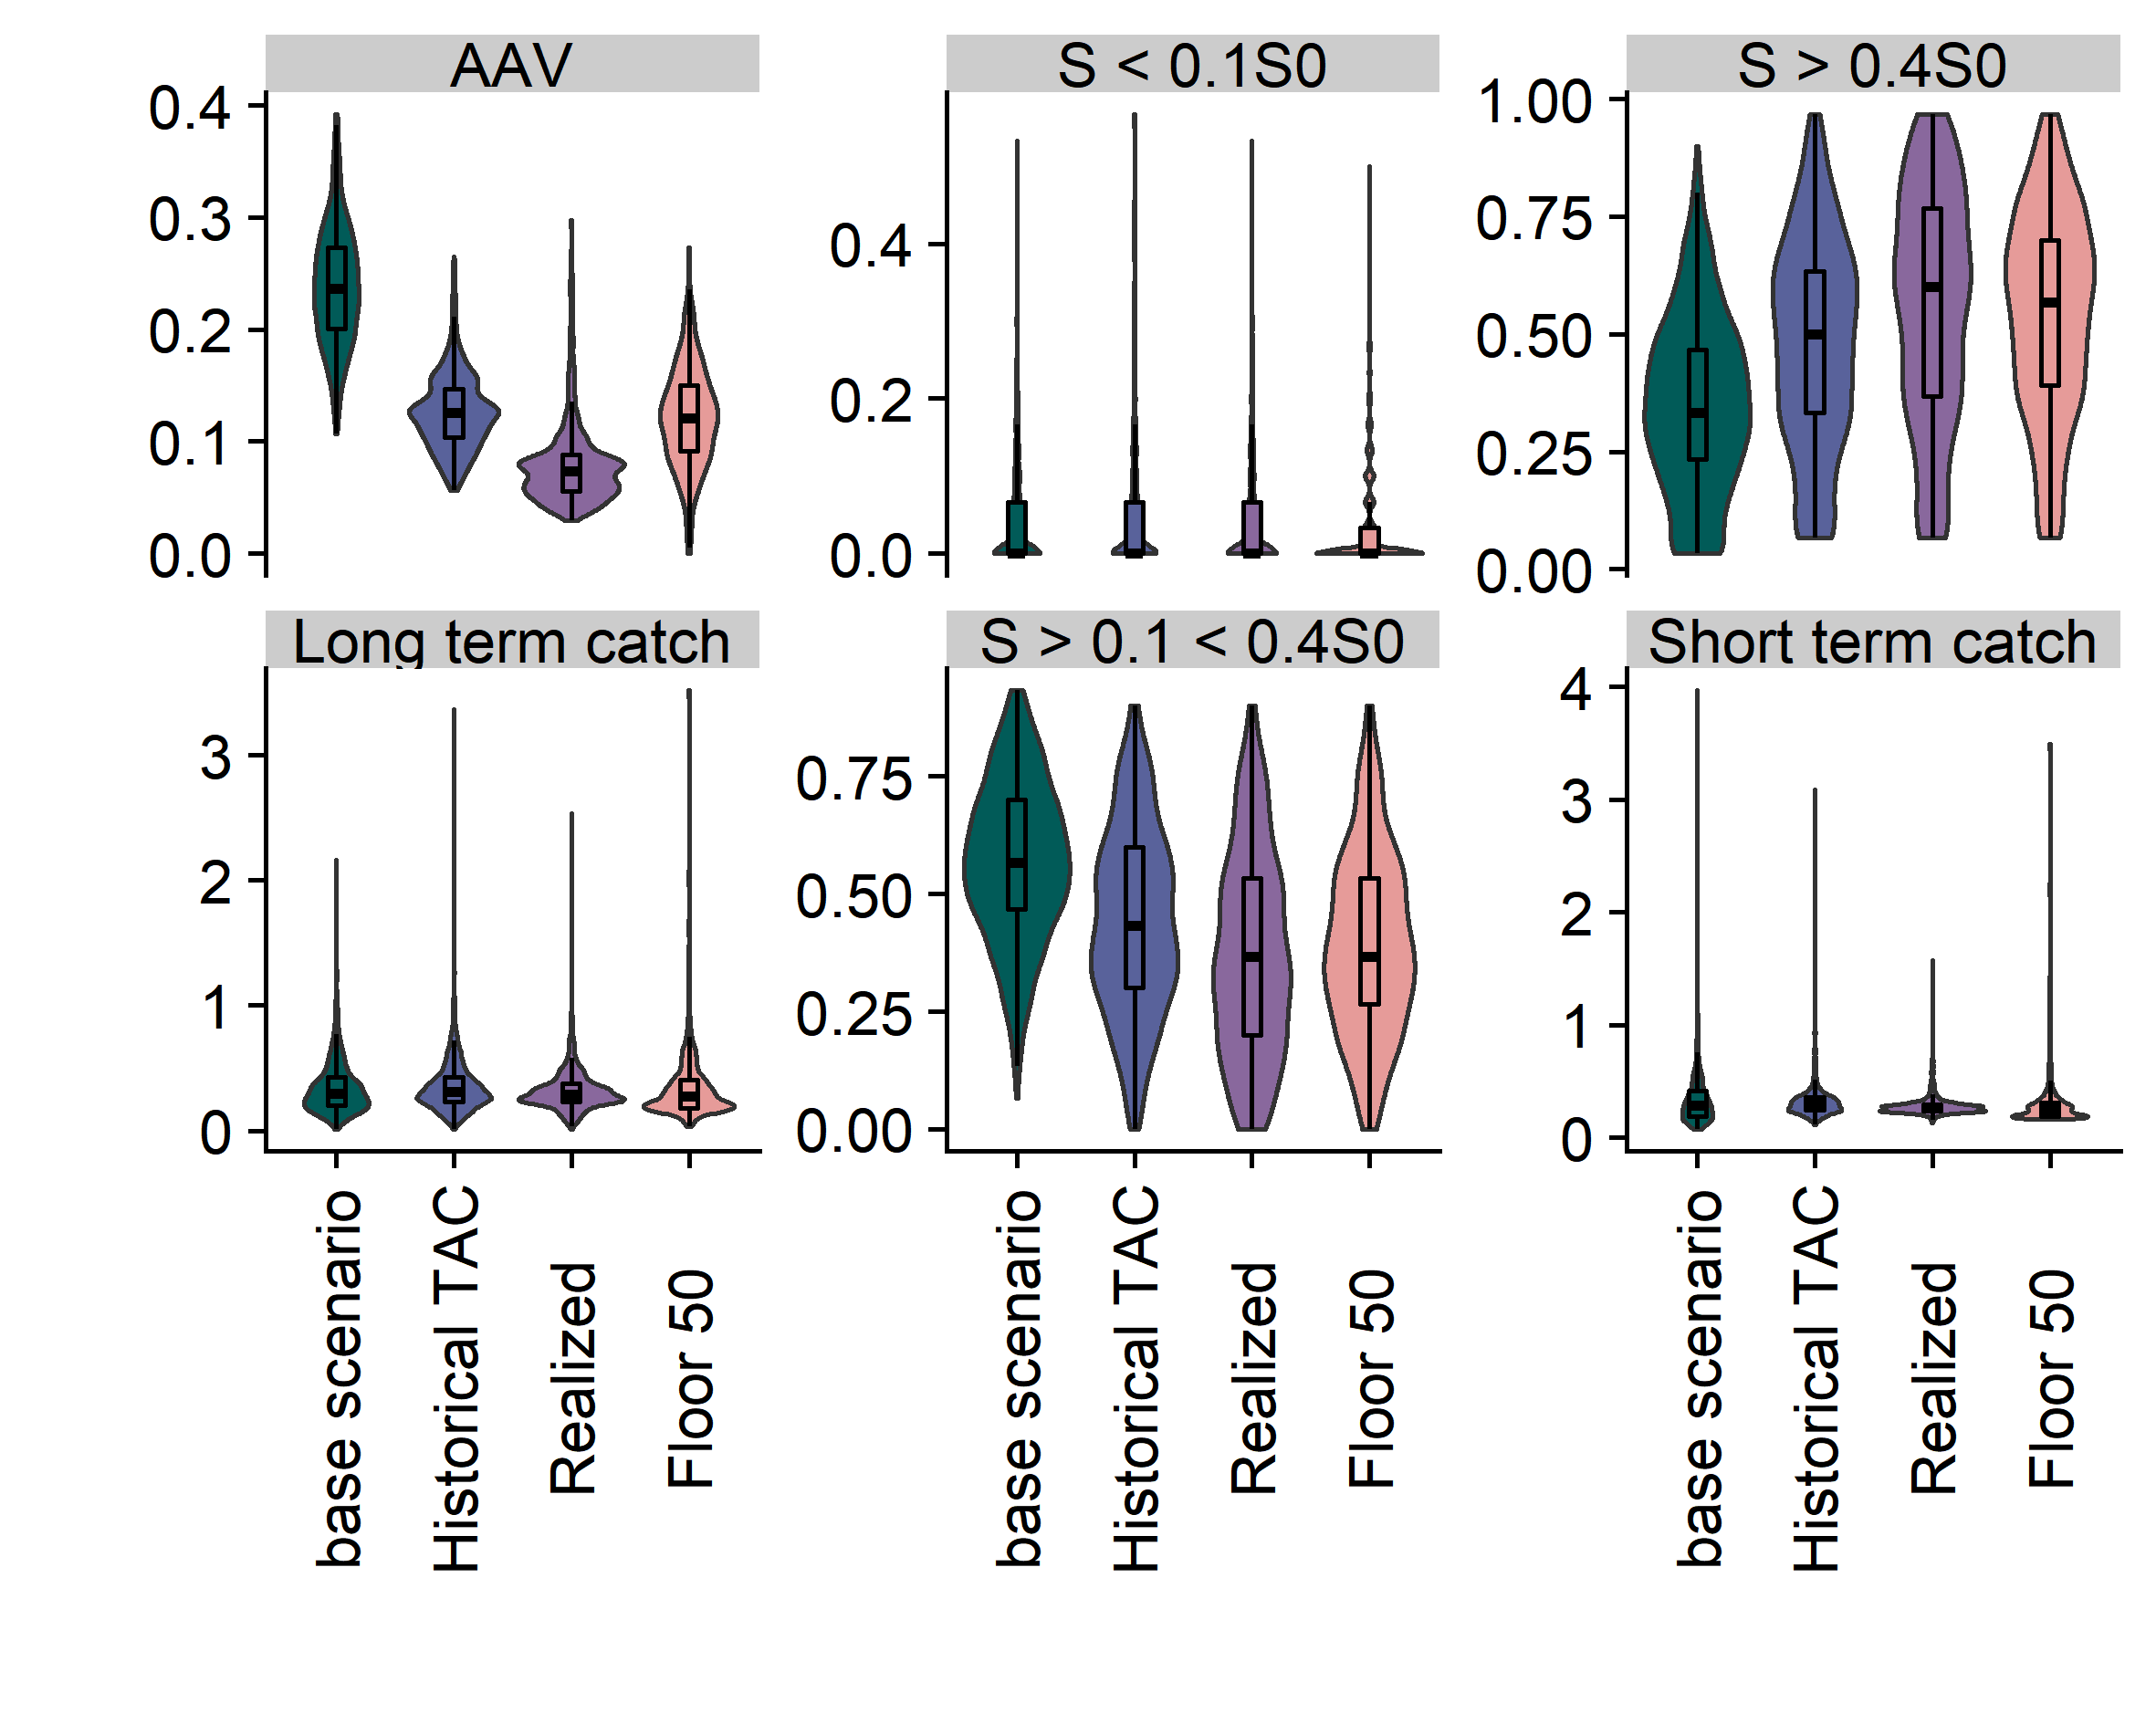 AAV
S < 0.1S0
S > 0.4S0
0.4
0.3
0.2
0.1
0.0
0.4
0.2
0.0
1.00
0.75
0.50
0.25
0.00
Long term catch
S > 0.1 < 0.4S0
Short term catch
3
2
1
0
0.75
0.50
0.25
0.00
4
3
2
1
0
base scenario
Historical TAC
Realized
Floor 50
base scenario
Historical TAC
Realized
Floor 50
base scenario
Historical TAC
Realized
Floor 50